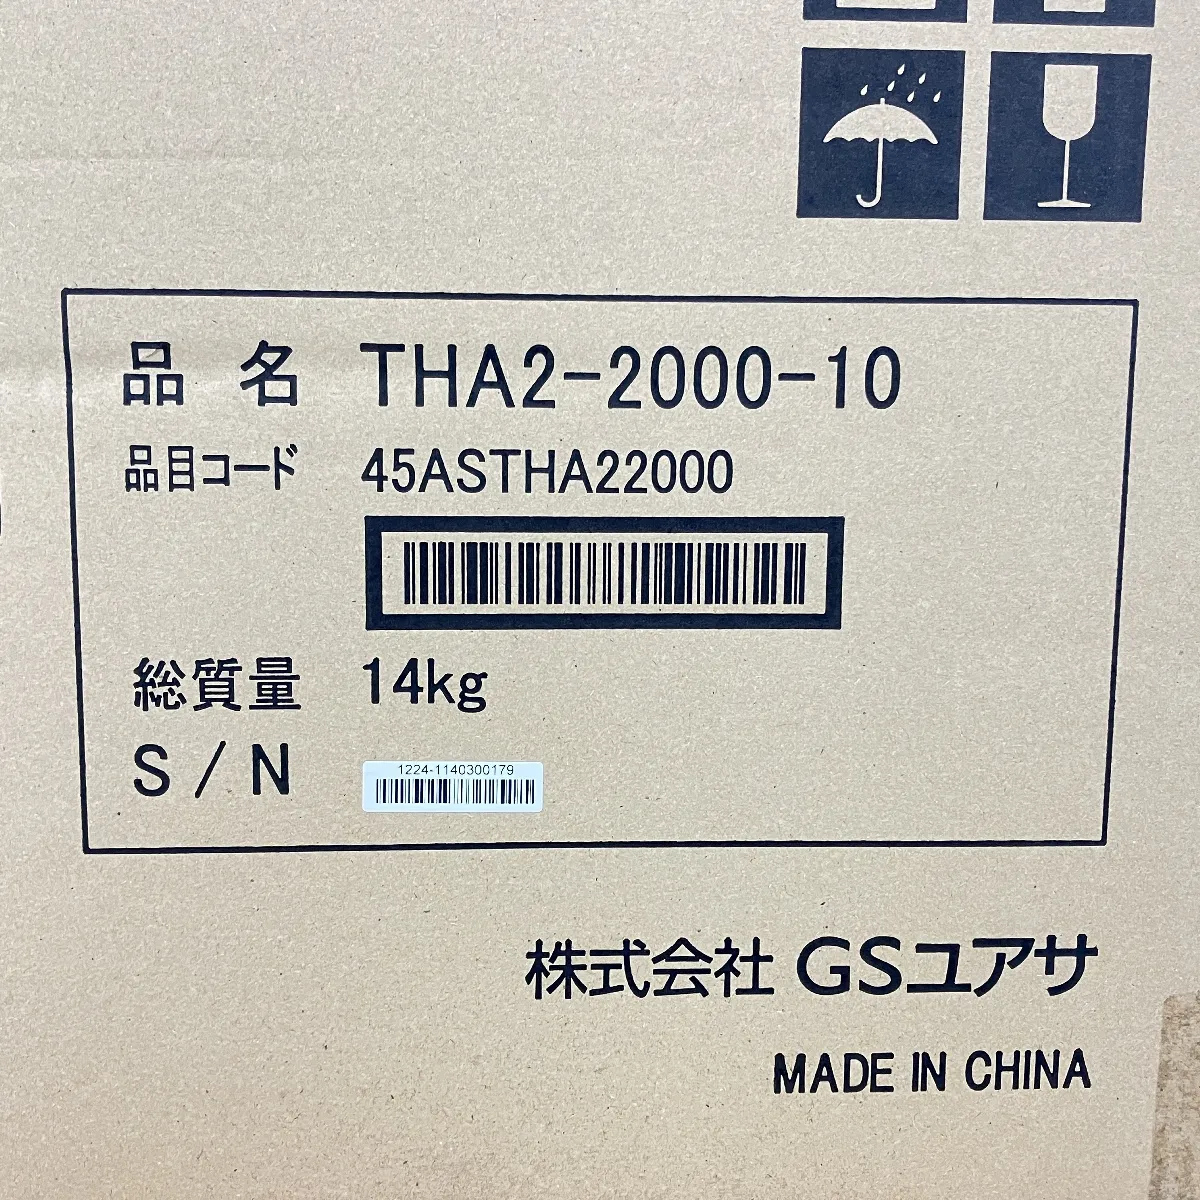 品 名 THA2-2000-10
品目コード 45ASTHA22000
総質量 14kg
S/N 1224-1140300179
株式会社 GSユアサ
MADE IN CHINA